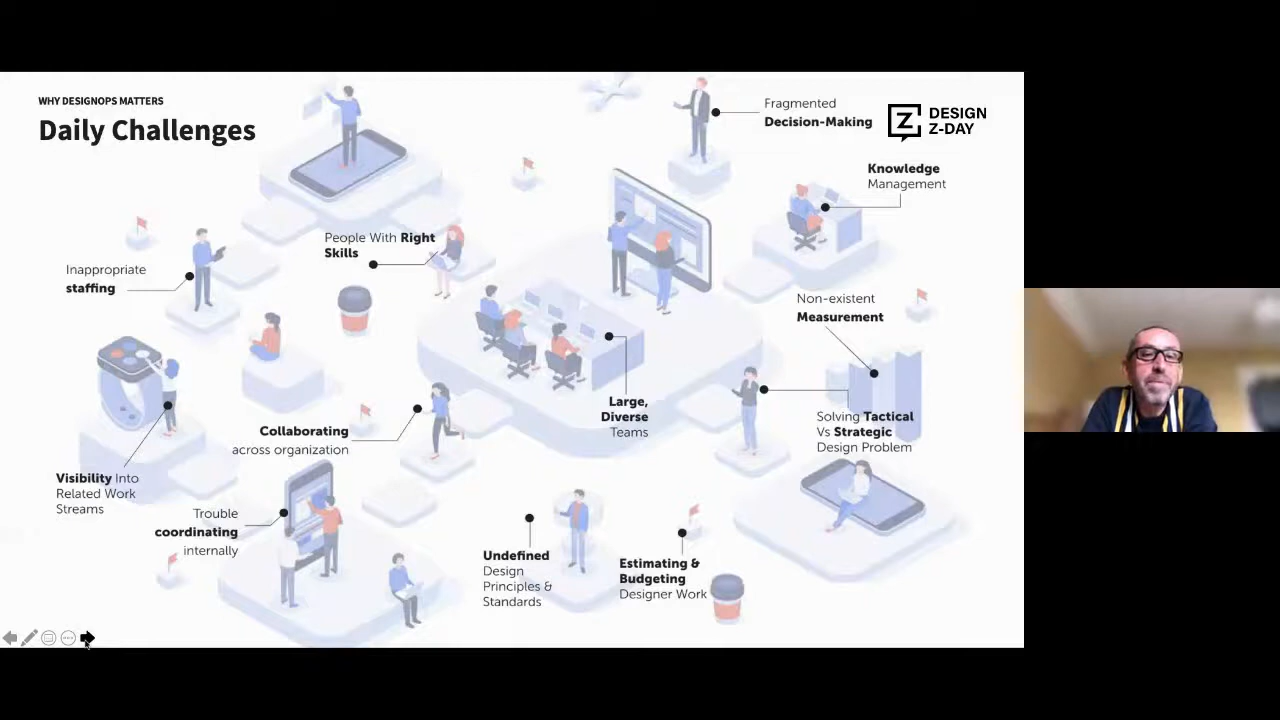 WHY DESIGNOPS MATTERS
Daily Challenges
Fragmented
Decision-Making
DESIGN
Z-DAY
Knowledge
Management
People With Right
Skills
Inappropriate
staffing
Non-existent
Measurement
Large,
Diverse
Teams
Solving Tactical
Vs Strategic
Design Problem
Collaborating
across organization
Visibility Into
Related Work
Streams
Trouble
coordinating
internally
Undefined
Design
Principles &
Standards
Estimating &
Budgeting
Designer Work